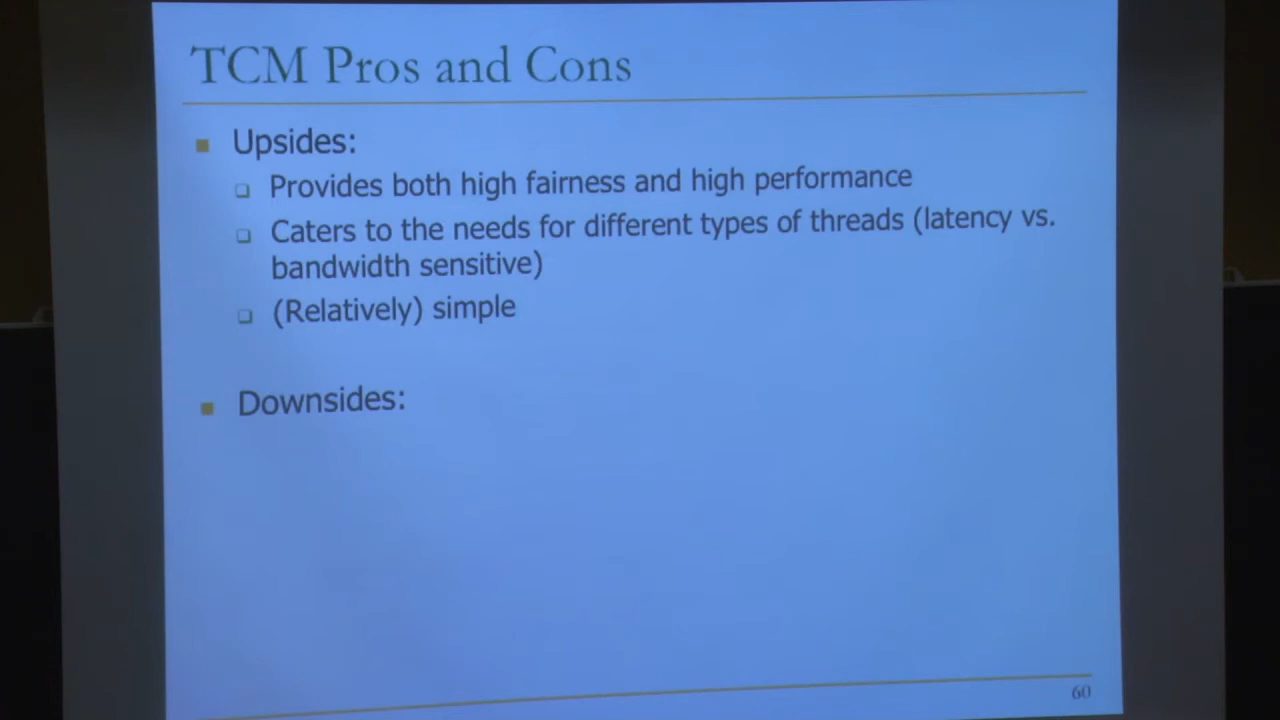 TCM Pros and Cons
Upsides:
Provides both high fairness and high performance
Caters to the needs for different types of threads (latency vs.
bandwidth sensitive)
(Relatively) simple
Downsides:
60